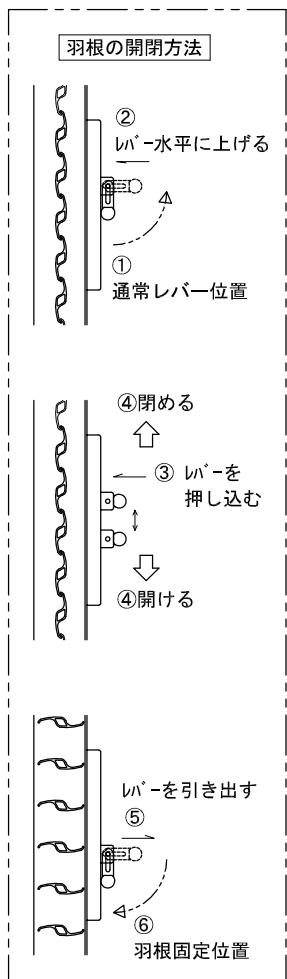 羽根の開閉方法
②
ﾚﾊﾞｰ水平に上げる
①
通常レバー位置
④閉める
③ ﾚﾊﾞｰを
押し込む
④開ける
ﾚﾊﾞｰを引き出す
⑤
⑥
羽根固定位置